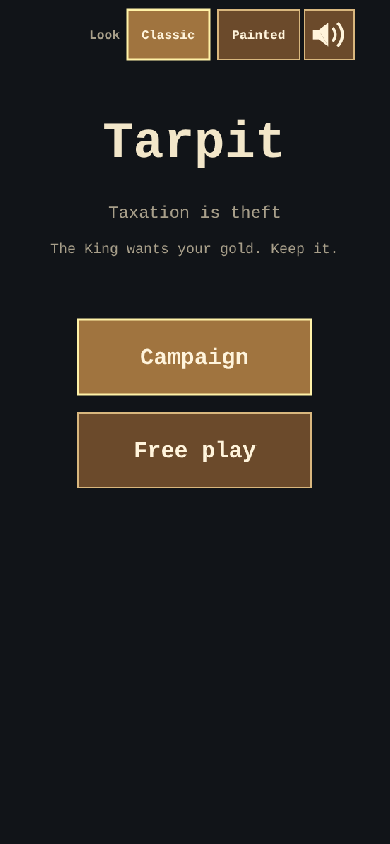 Look Classic Painted
Tarpit
Taxation is theft
The King wants your gold. Keep it.
Campaign
Free play